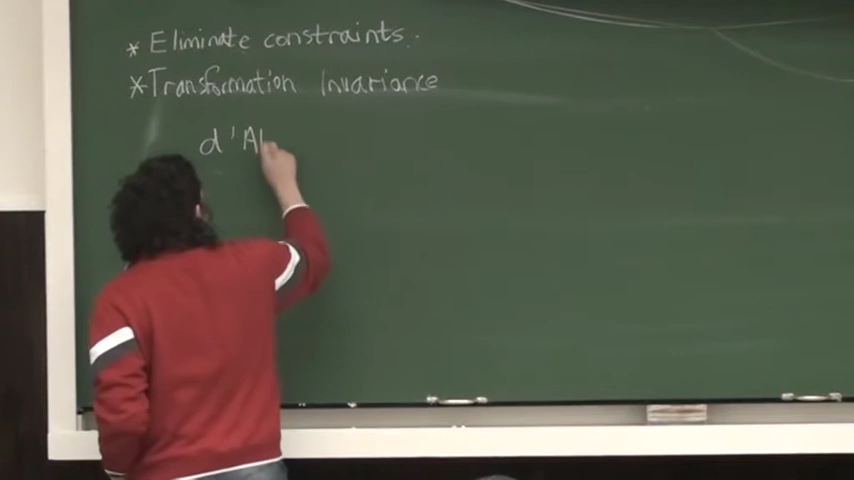 * Eliminate constraints.
* Transformation Invariance
d'Al